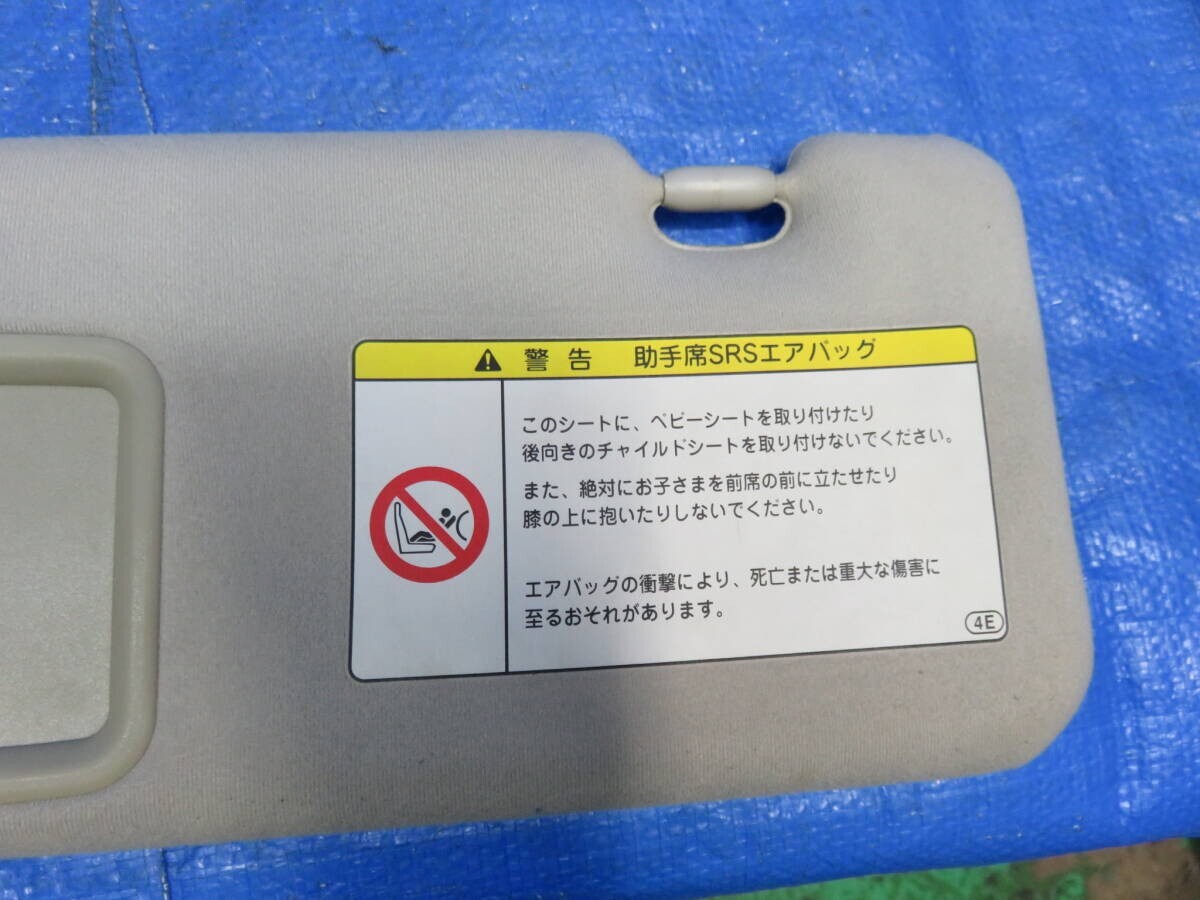 警告 助手席SRSエアバッグ
このシートに、ベビーシートを取り付けたり
後向きのチャイルドシートを取り付けないでください。
また、絶対にお子さまを前席の前に立たせたり
膝の上に抱いたりしないでください。
エアバッグの衝撃により、死亡または重大な傷害に
至るおそれがあります。
4E